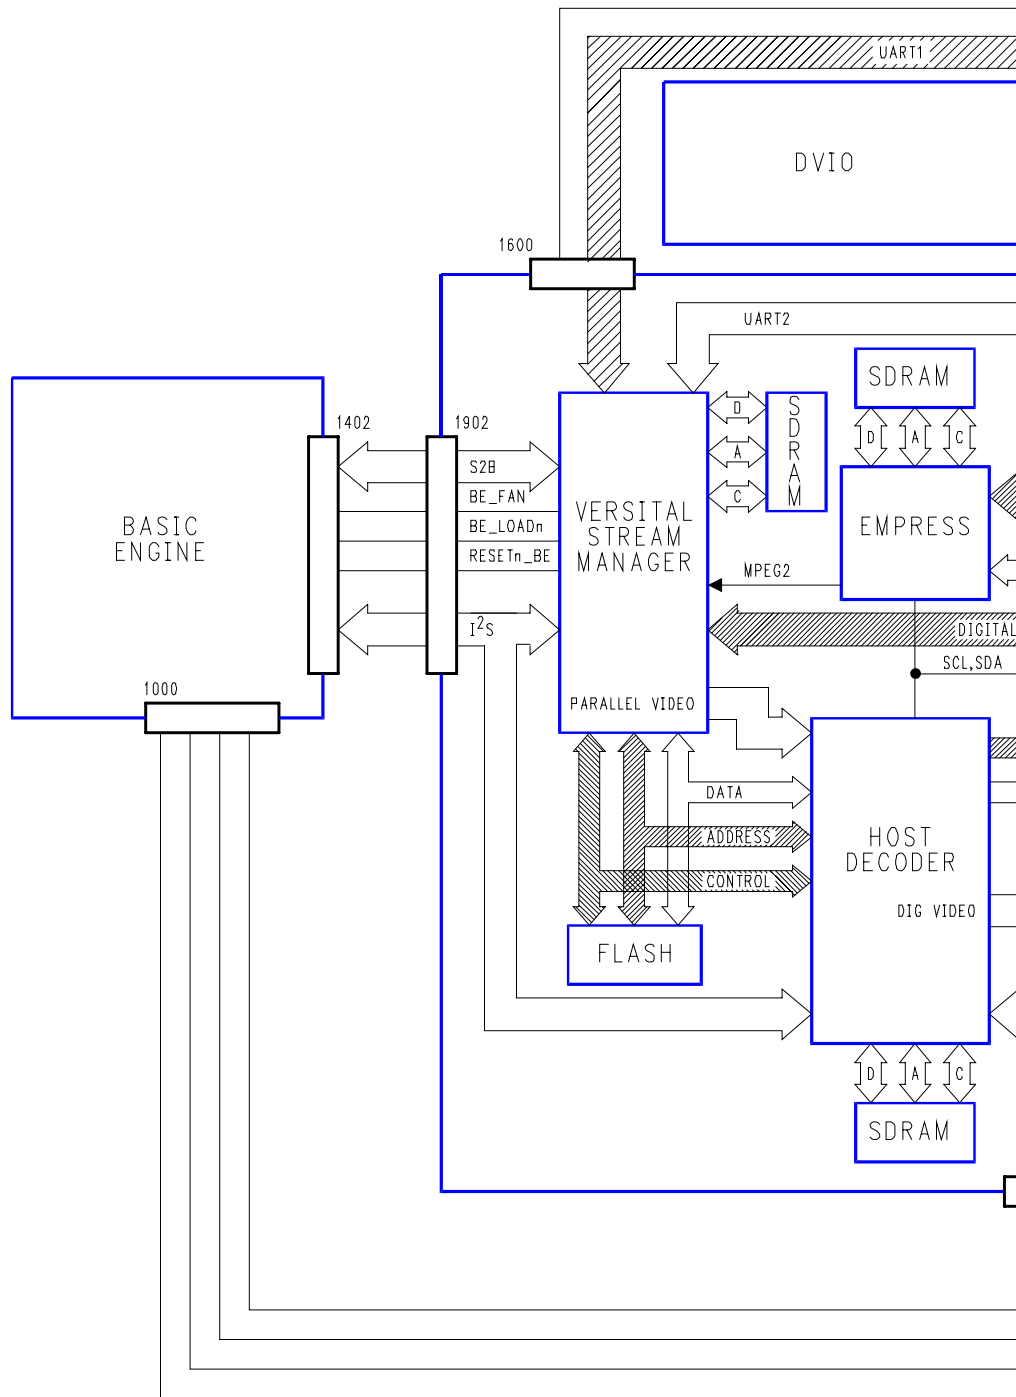 UART1
DVIO
1600
UART2
SDRAM
D A C
1402
1902
S2B
BE_FAN
BE_LOADn
RESETn_BE
I²S
BASIC
ENGINE
1000
VERSITAL
STREAM
MANAGER
PARALLEL VIDEO
D
A
C
S
D
R
A
M
EMPRESS
MPEG2
DIGITAL
SCL,SDA
DATA
ADDRESS
CONTROL
FLASH
HOST
DECODER
DIG VIDEO
D A C
SDRAM